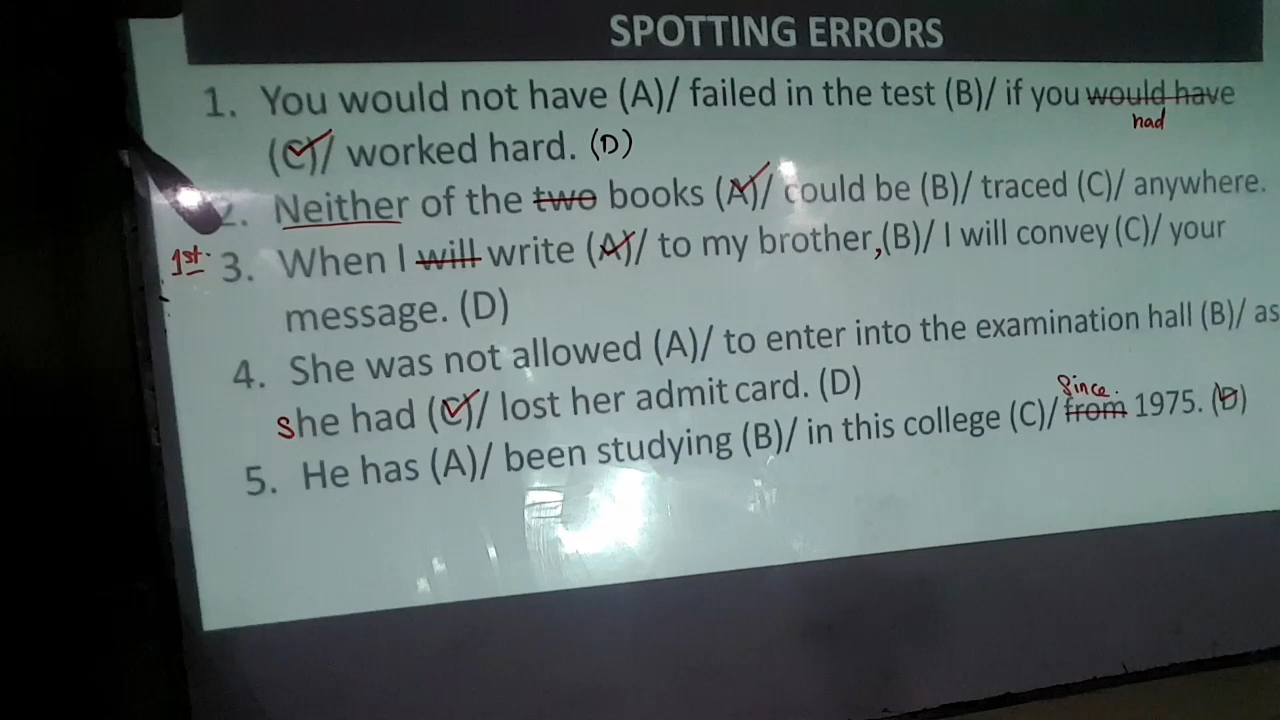 SPOTTING ERRORS
1. You would not have (A)/ failed in the test (B)/ if you would have
had
(C)/ worked hard. (D)
2. Neither of the two books (A)/ could be (B)/ traced (C)/ anywhere.
1st. 3. When I will write (A)/ to my brother,(B)/ I will convey (C)/ your
message. (D)
4. She was not allowed (A)/ to enter into the examination hall (B)/ as
she had (C)/ lost her admit card. (D)
Since.
5. He has (A)/ been studying (B)/ in this college (C)/ from 1975. (D)